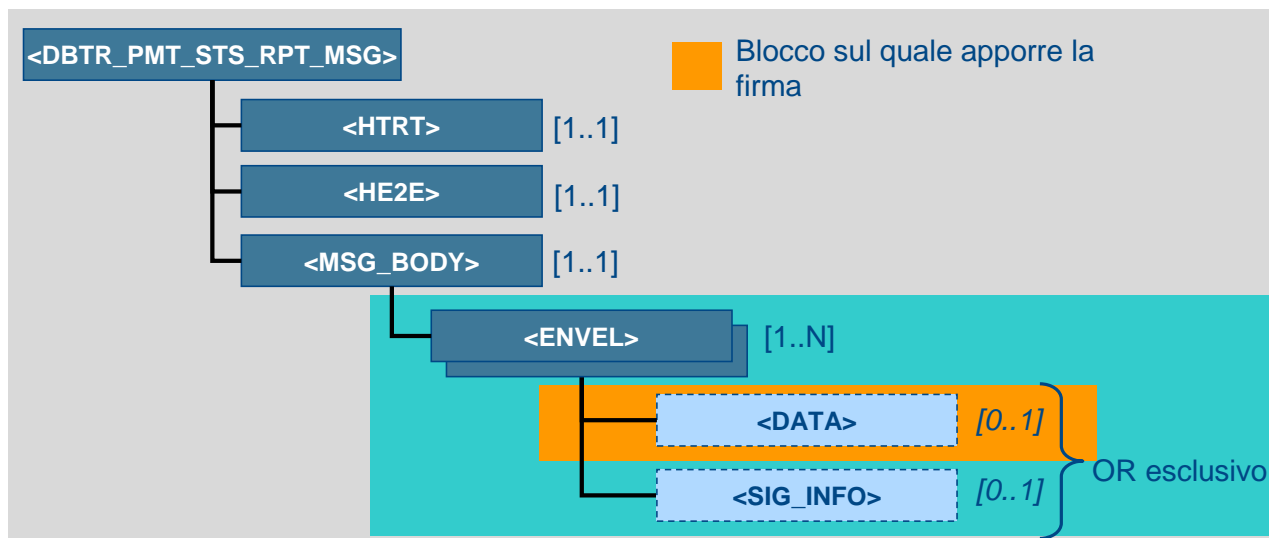 <DBTR_PMT_STS_RPT_MSG>
Blocco sul quale apporre la
firma
<HTRT> [1..1]
<HE2E> [1..1]
<MSG_BODY> [1..1]
<ENVEL> [1..N]
<DATA> [0..1]
OR esclusivo
<SIG_INFO> [0..1]